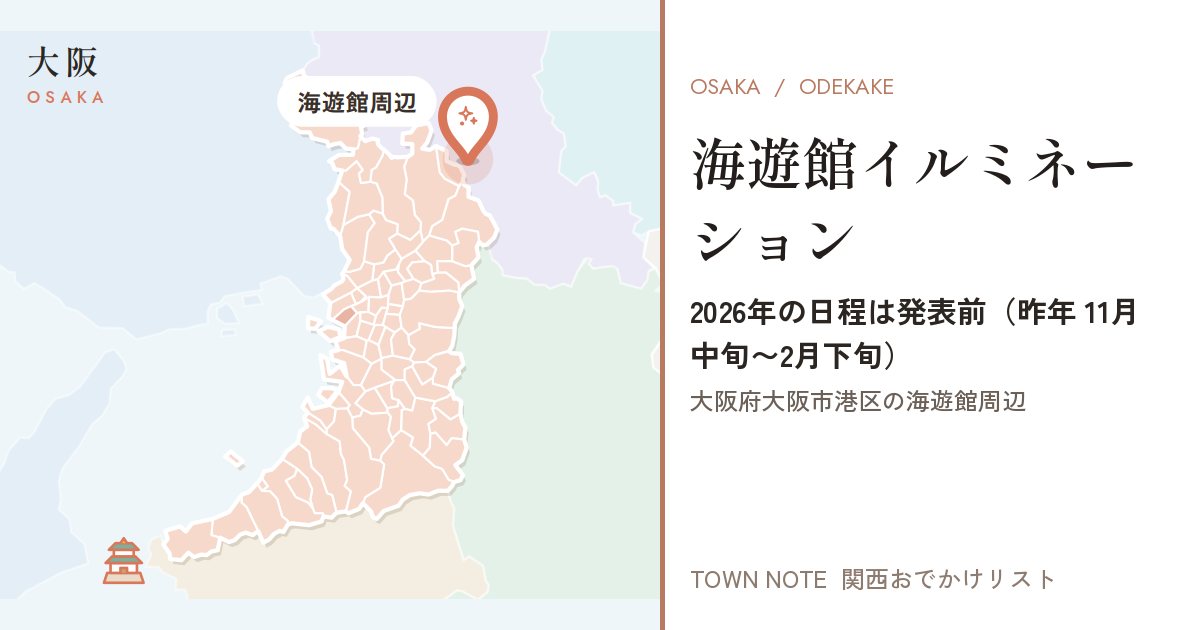 大阪
OSAKA
海遊館周辺
OSAKA / ODEKAKE
海遊館イルミネー
ション
2026年の日程は発表前（昨年 11月
中旬〜2月下旬）
大阪府大阪市港区の海遊館周辺
TOWN NOTE 関西おでかけリスト